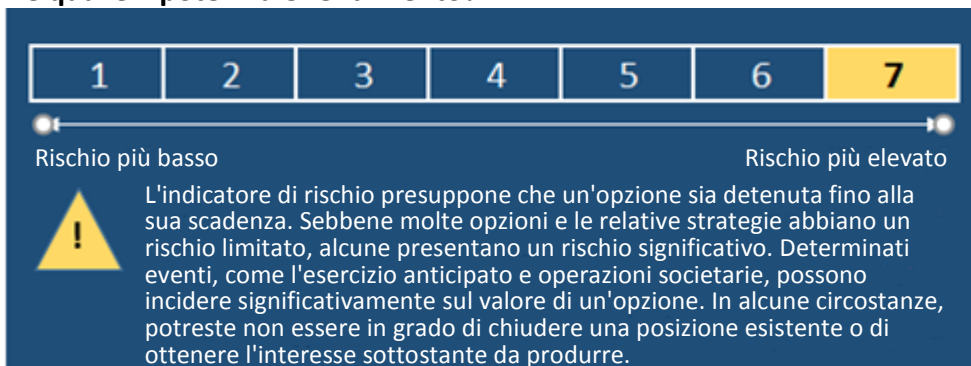 1 2 3 4 5 6 7
Rischio più basso Rischio più elevato
!
L'indicatore di rischio presuppone che un'opzione sia detenuta fino alla
sua scadenza. Sebbene molte opzioni e le relative strategie abbiano un
rischio limitato, alcune presentano un rischio significativo. Determinati
eventi, come l'esercizio anticipato e operazioni societarie, possono
incidere significativamente sul valore di un'opzione. In alcune circostanze,
potreste non essere in grado di chiudere una posizione esistente o di
ottenere l'interesse sottostante da produrre.